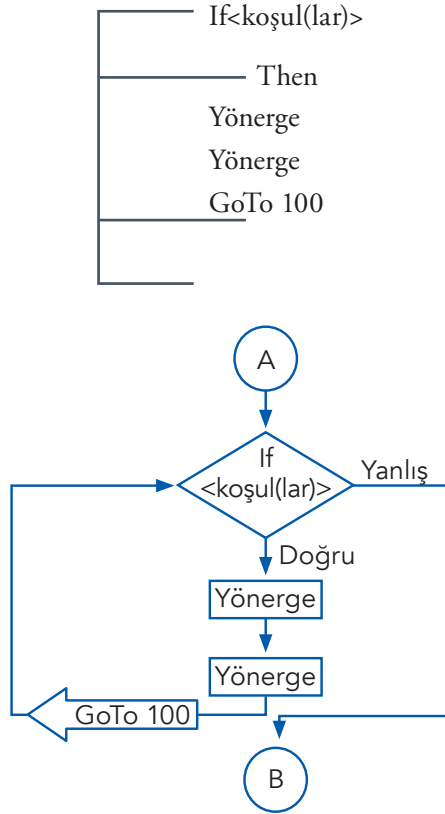 If<koşul(lar)>
Then
Yönerge
Yönerge
GoTo 100
A
If
<koşul(lar)>
Yanlış
Doğru
Yönerge
Yönerge
GoTo 100
B